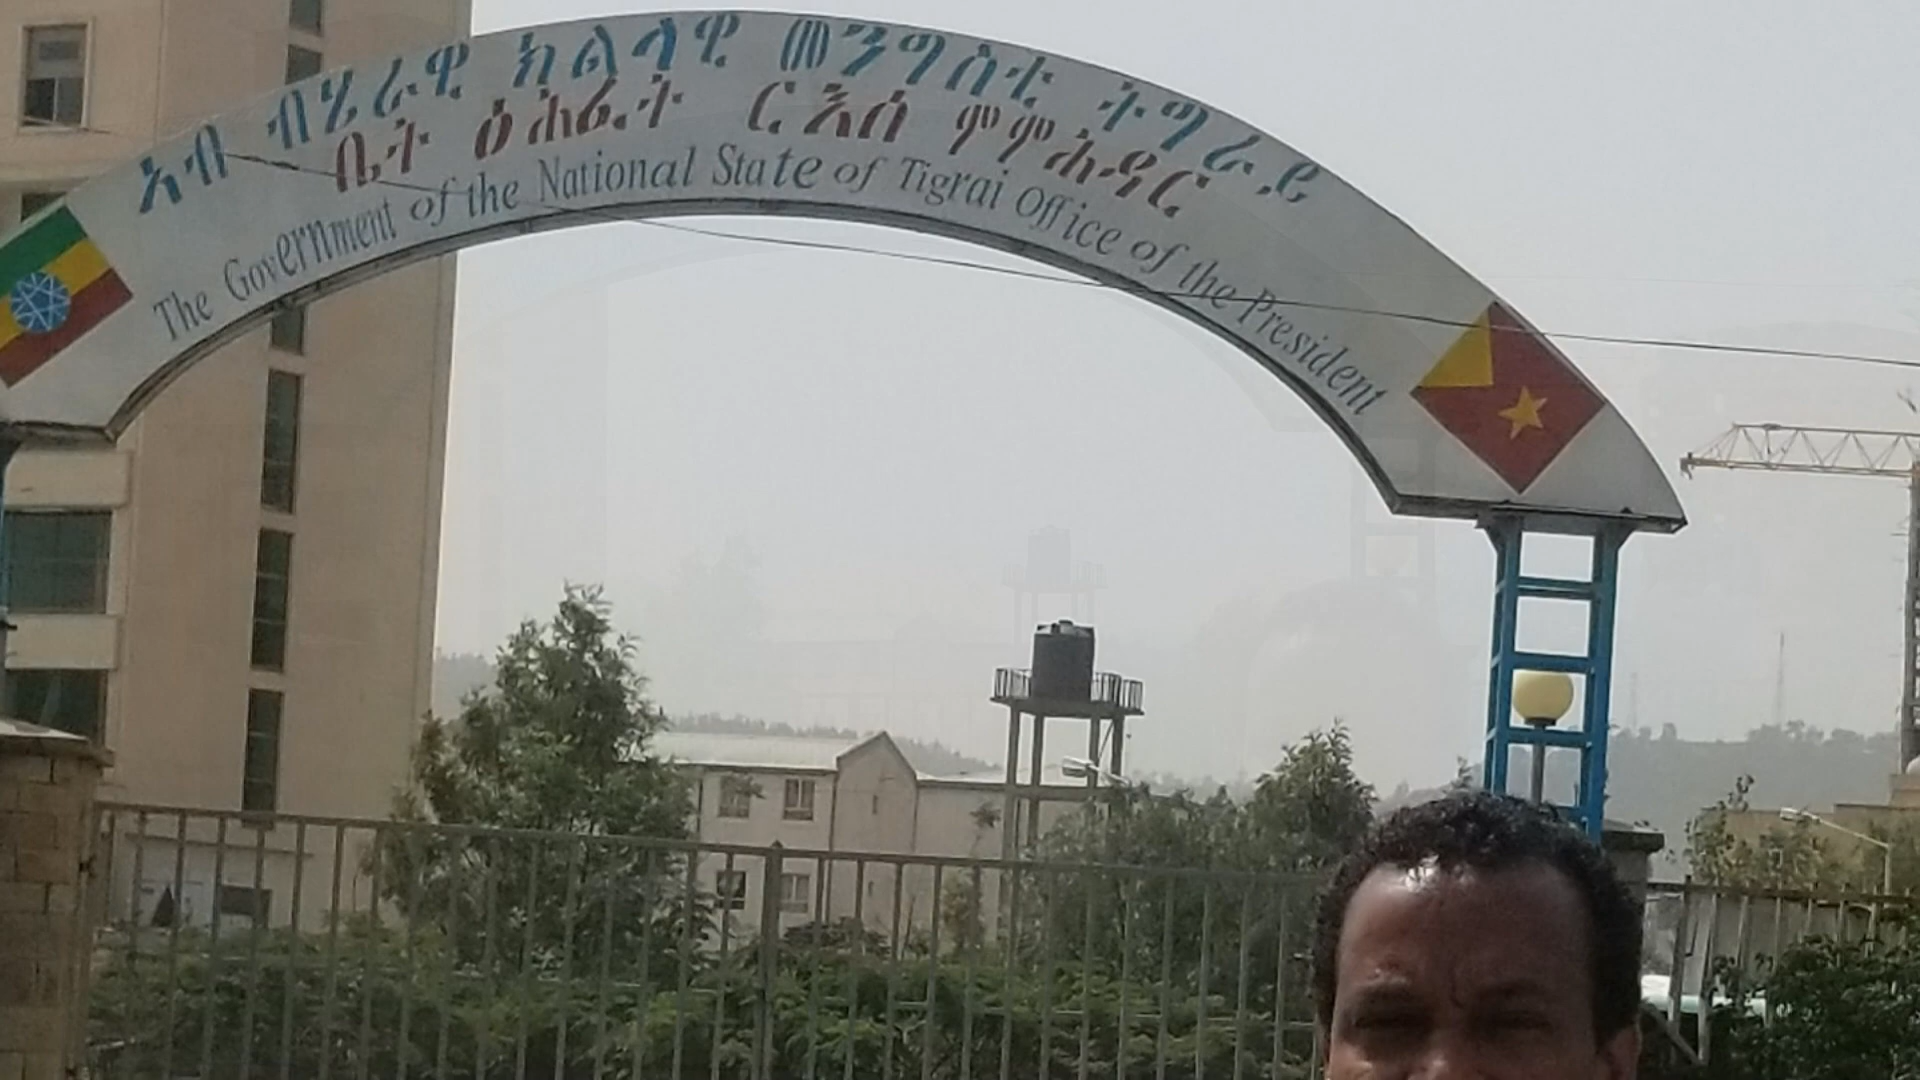 ኣብ ብሄራዊ ክልላዊ መንግስቲ ትግራይ
ቤት ዕሕፈት ርእሰ ምምሕዳር
The Government of the National State of Tigrai Office of the President